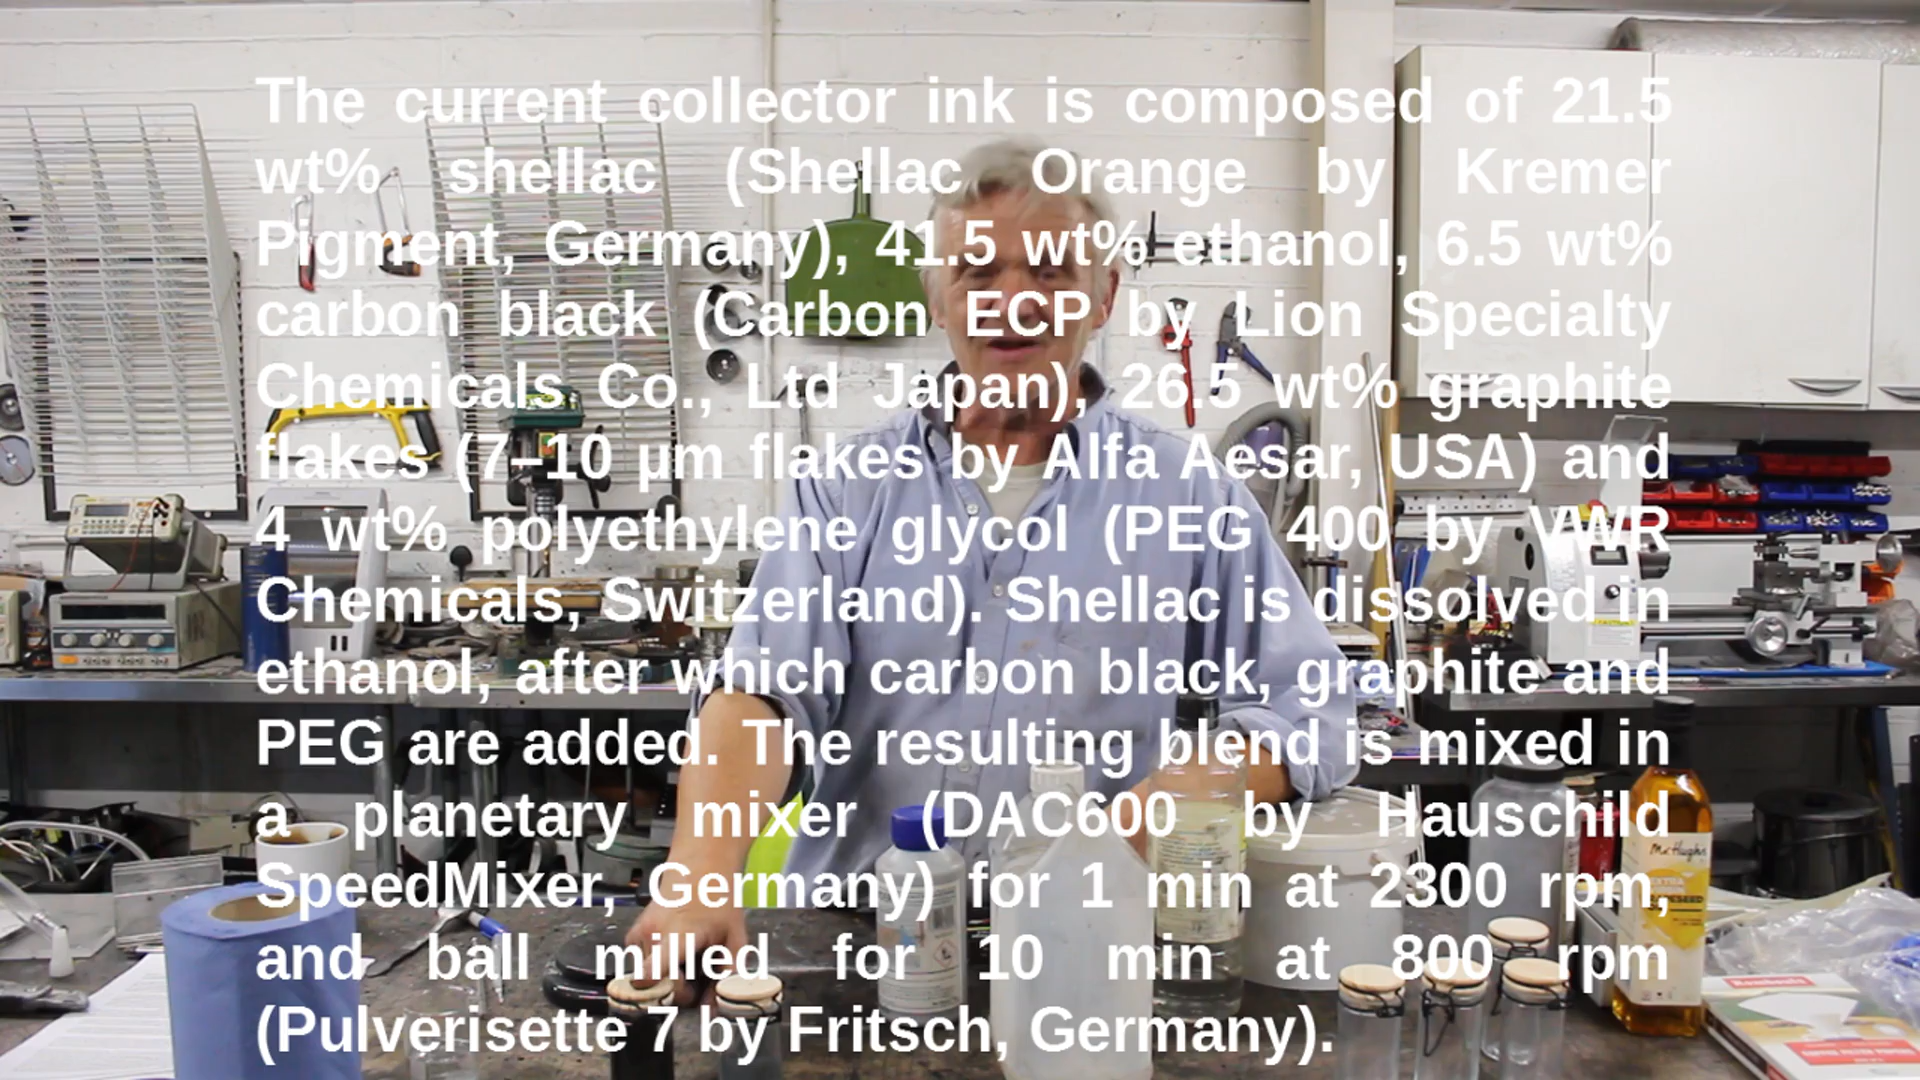 The current collector ink is composed of 21.5
wt% shellac (Shellac Orange by Kremer
Pigment, Germany), 41.5 wt% ethanol, 6.5 wt%
carbon black (Carbon ECP by Lion Specialty
Chemicals Co., Ltd Japan), 26.5 wt% graphite
flakes (7–10 μm flakes by Alfa Aesar, USA) and
4 wt% polyethylene glycol (PEG 400 by VWR
Chemicals, Switzerland). Shellac is dissolved in
ethanol, after which carbon black, graphite and
PEG are added. The resulting blend is mixed in
a planetary mixer (DAC600 by Hauschild
SpeedMixer, Germany) for 1 min at 2300 rpm,
and ball milled for 10 min at 800 rpm
(Pulverisette 7 by Fritsch, Germany).